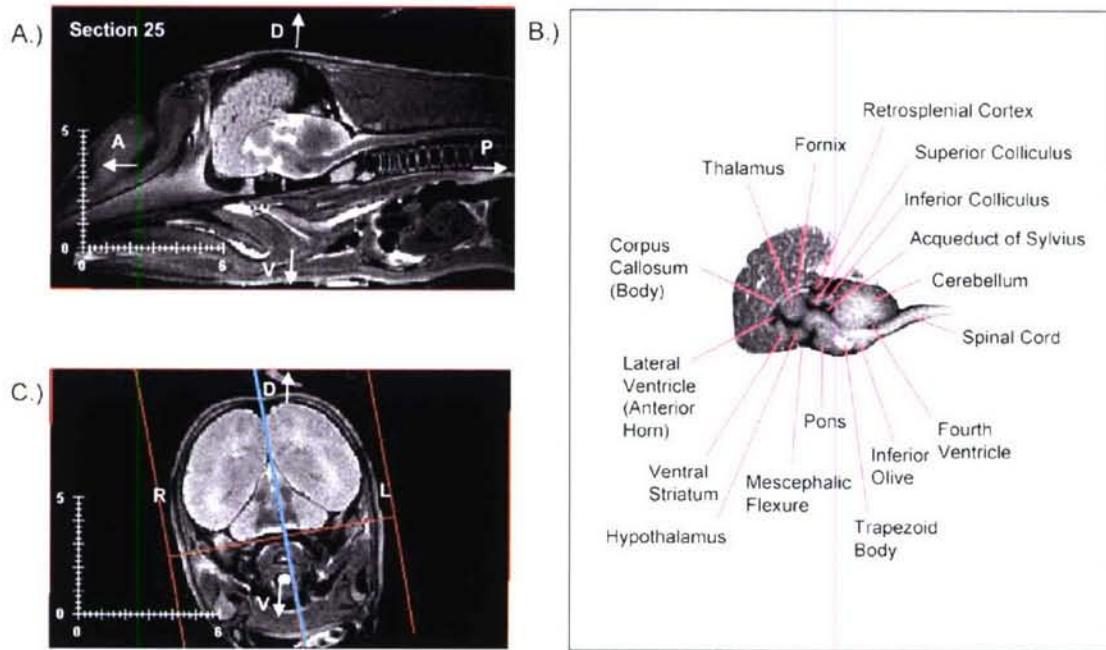 A.)
Section 25
D
A
P
V
5
0
0
6
B.)
Retrosplenial Cortex
Fornix
Superior Colliculus
Thalamus
Inferior Colliculus
Corpus
Callosum
(Body)
Acqueduct of Sylvius
Cerebellum
Spinal Cord
Lateral
Ventricle
(Anterior
Horn)
Pons
Fourth
Ventricle
Inferior
Olive
Ventral
Striatum
Mescephalic
Flexure
Hypothalamus
Trapezoid
Body
C.)
D
R
L
V
5
0
0
6